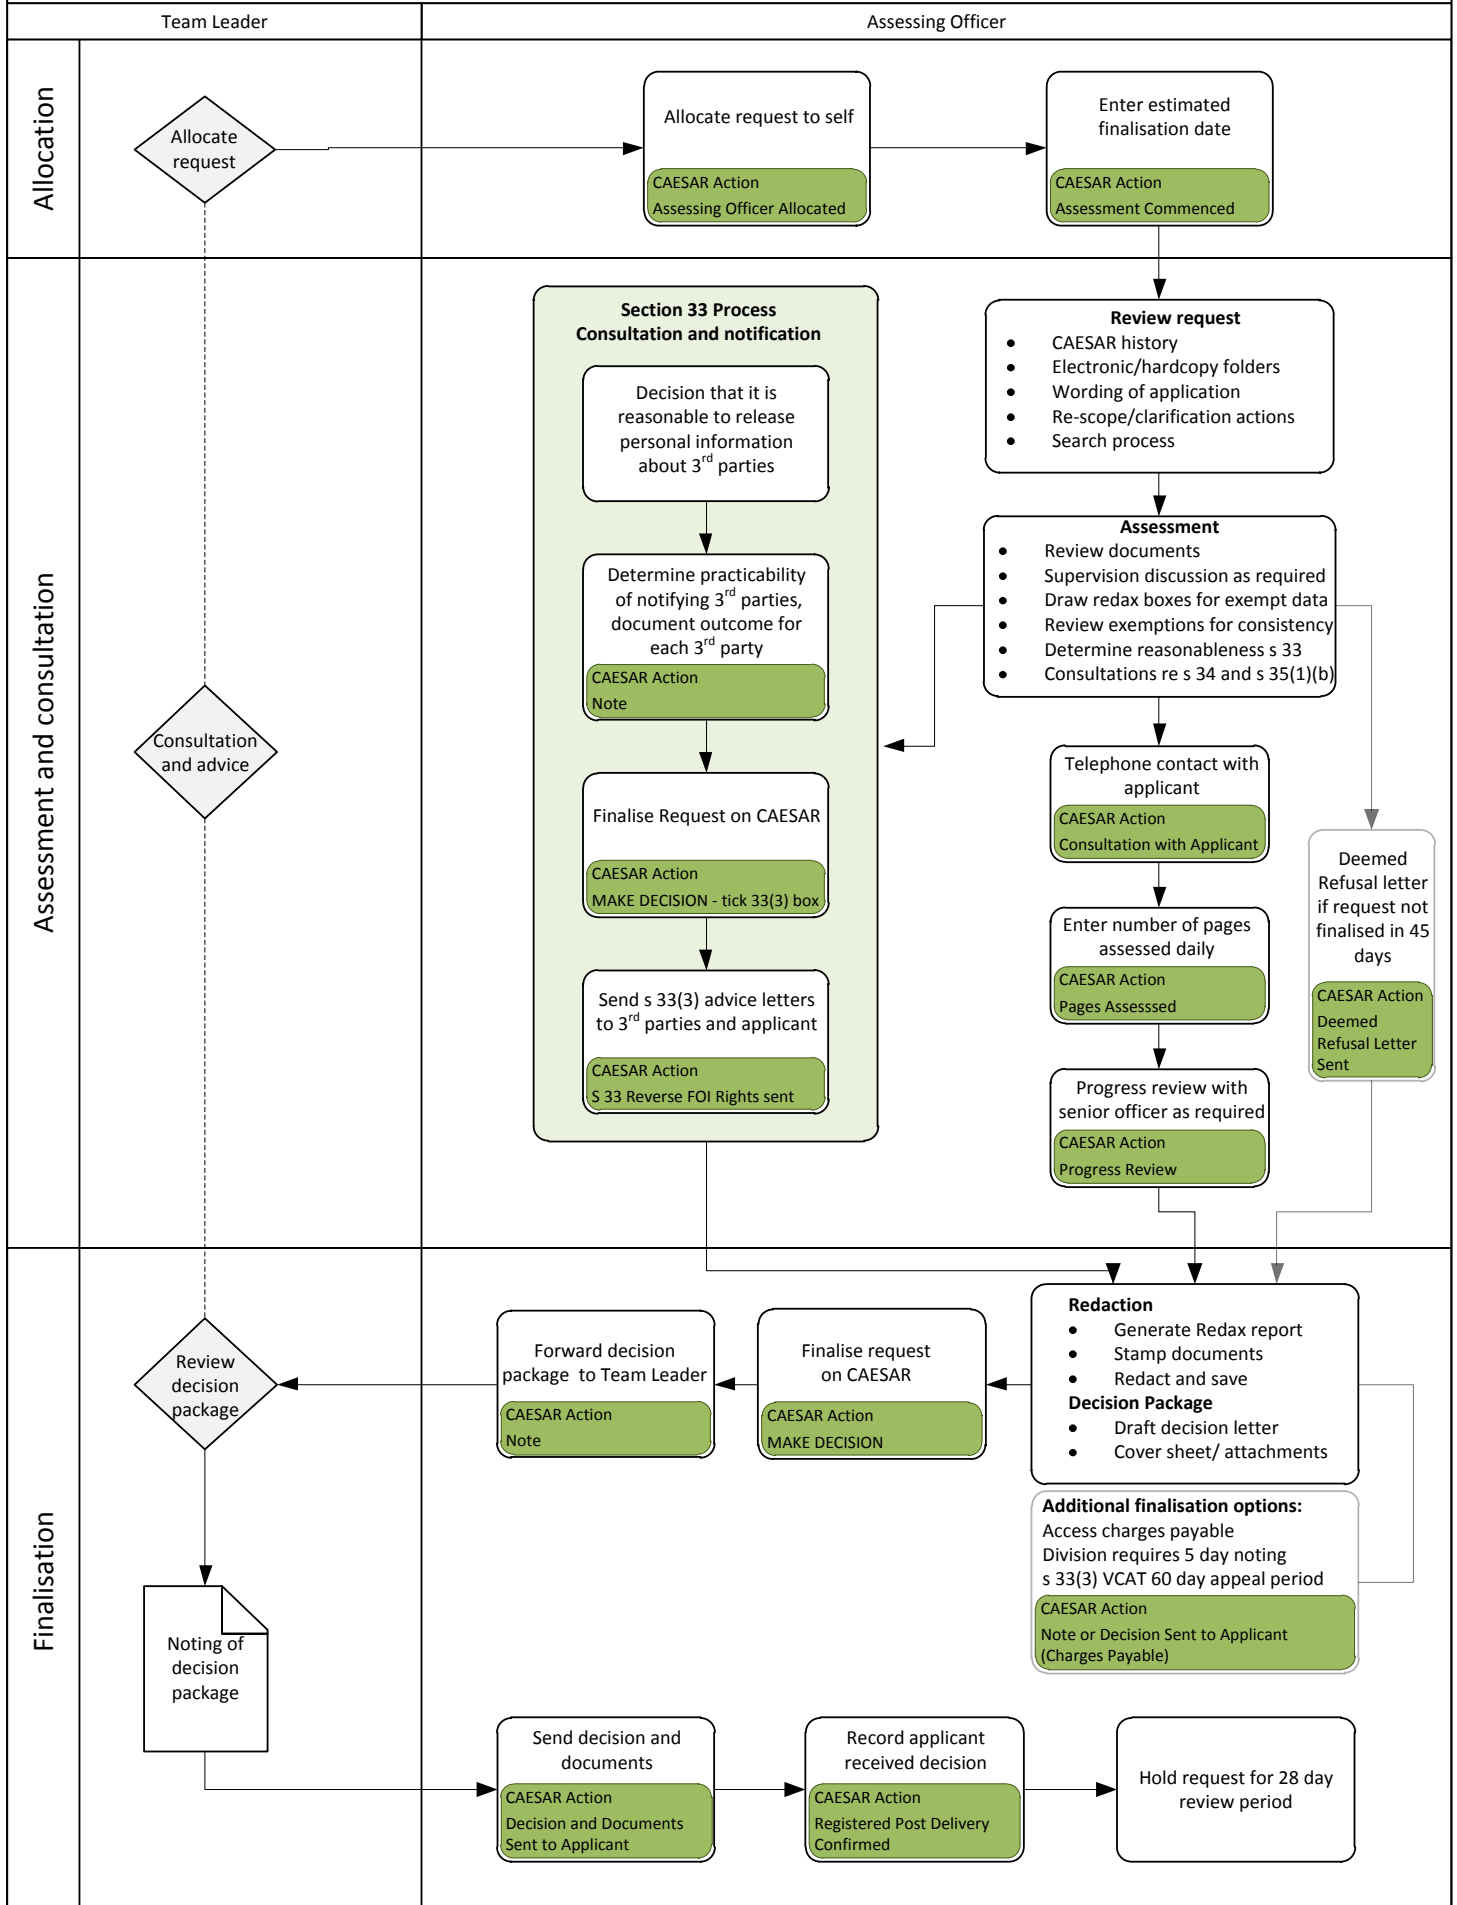 Team Leader
Assessing Officer
Allocation
Allocate
request
Allocate request to self
CAESAR Action
Assessing Officer Allocated
Enter estimated
finalisation date
CAESAR Action
Assessment Commenced
Assessment and consultation
Consultation
and advice
Section 33 Process
Consultation and notification
Decision that it is
reasonable to release
personal information
about 3rd parties
Determine practicability
of notifying 3rd parties,
document outcome for
each 3rd party
CAESAR Action
Note
Finalise Request on CAESAR
CAESAR Action
MAKE DECISION - tick 33(3) box
Send s 33(3) advice letters
to 3rd parties and applicant
CAESAR Action
S 33 Reverse FOI Rights sent
Review request
• CAESAR history
• Electronic/hardcopy folders
• Wording of application
• Re-scope/clarification actions
• Search process
Assessment
• Review documents
• Supervision discussion as required
• Draw redax boxes for exempt data
• Review exemptions for consistency
• Determine reasonableness s 33
• Consultations re s 34 and s 35(1)(b)
Telephone contact with
applicant
CAESAR Action
Consultation with Applicant
Enter number of pages
assessed daily
CAESAR Action
Pages Assesssed
Progress review with
senior officer as required
CAESAR Action
Progress Review
Deemed
Refusal letter
if request not
finalised in 45
days
CAESAR Action
Deemed
Refusal Letter
Sent
Finalisation
Review
decision
package
Forward decision
package to Team Leader
CAESAR Action
Note
Finalise request
on CAESAR
CAESAR Action
MAKE DECISION
Redaction
• Generate Redax report
• Stamp documents
• Redact and save
Decision Package
• Draft decision letter
• Cover sheet/ attachments
Additional finalisation options:
Access charges payable
Division requires 5 day noting
s 33(3) VCAT 60 day appeal period
CAESAR Action
Note or Decision Sent to Applicant
(Charges Payable)
Noting of
decision
package
Send decision and
documents
CAESAR Action
Decision and Documents
Sent to Applicant
Record applicant
received decision
CAESAR Action
Registered Post Delivery
Confirmed
Hold request for 28 day
review period